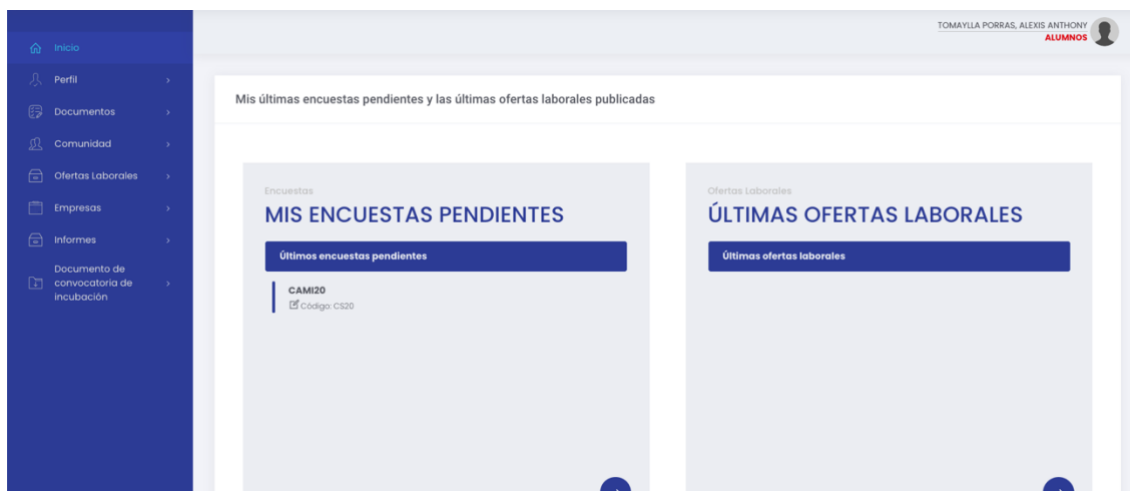 TOMAYLLA PORRAS, ALEXIS ANTHONY
ALUMNOS
Inicio
Perfil
Documentos
Comunidad
Ofertas Laborales
Empresas
Informes
Documento de
convocatoria de
incubación
Mis últimas encuestas pendientes y las últimas ofertas laborales publicadas
Encuestas
MIS ENCUESTAS PENDIENTES
Últimos encuestas pendientes
CAMI20
Código: CS20
Ofertas Laborales
ÚLTIMAS OFERTAS LABORALES
Últimas ofertas laborales